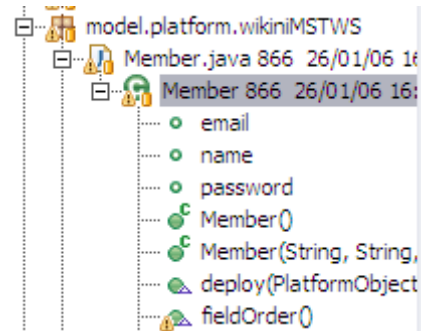 model.platform.wikiniMSTWS
Member.java 866 26/01/06 16
Member 866 26/01/06 16:
email
name
password
Member()
Member(String, String,
deploy(PlatformObject
fieldOrder()